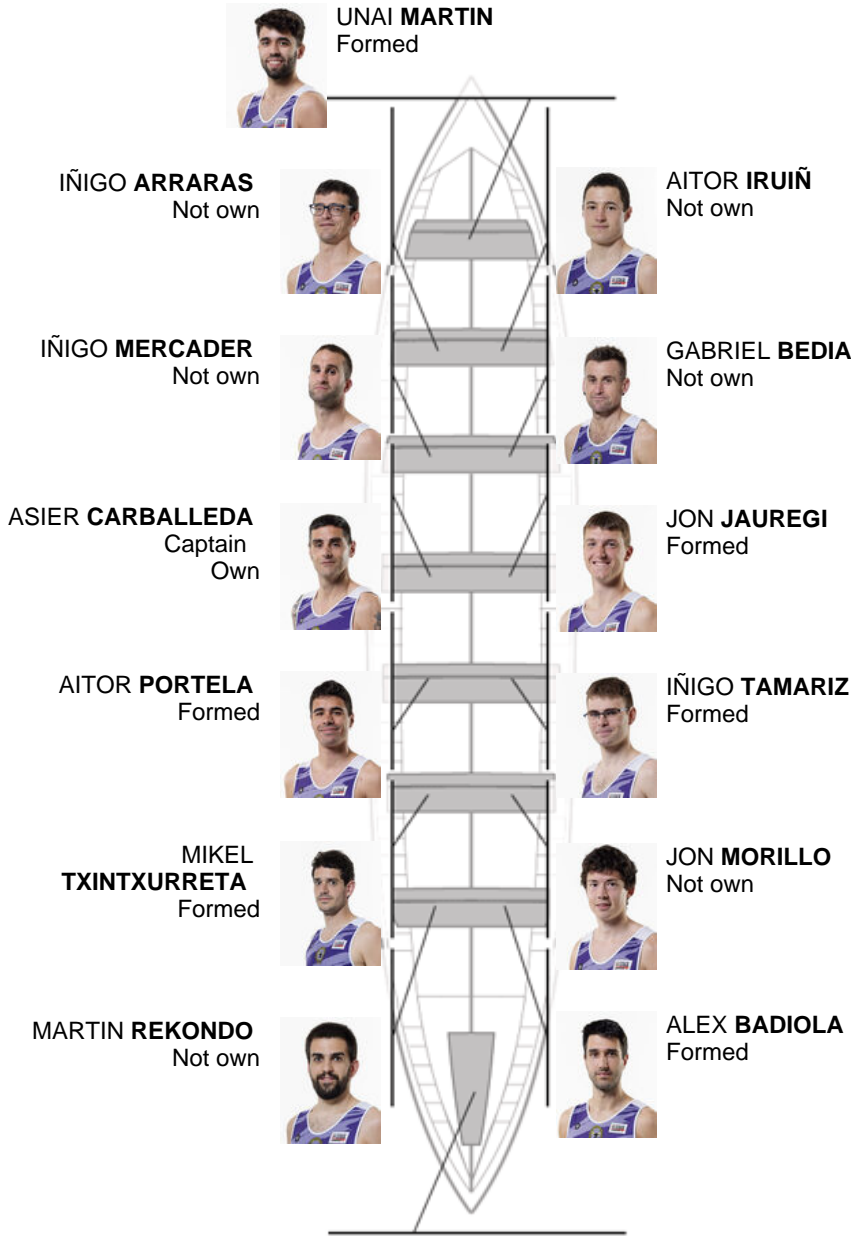 UNAI MARTIN
Formed
IÑIGO ARRARAS
Not own
AITOR IRUIÑ
Not own
IÑIGO MERCADER
Not own
GABRIEL BEDIA
Not own
ASIER CARBALLEDA
Captain
Own
JON JAUREGI
Formed
AITOR PORTELA
Formed
IÑIGO TAMARIZ
Formed
MIKEL
TXINTXURRETA
Formed
JON MORILLO
Not own
MARTIN REKONDO
Not own
ALEX BADIOLA
Formed